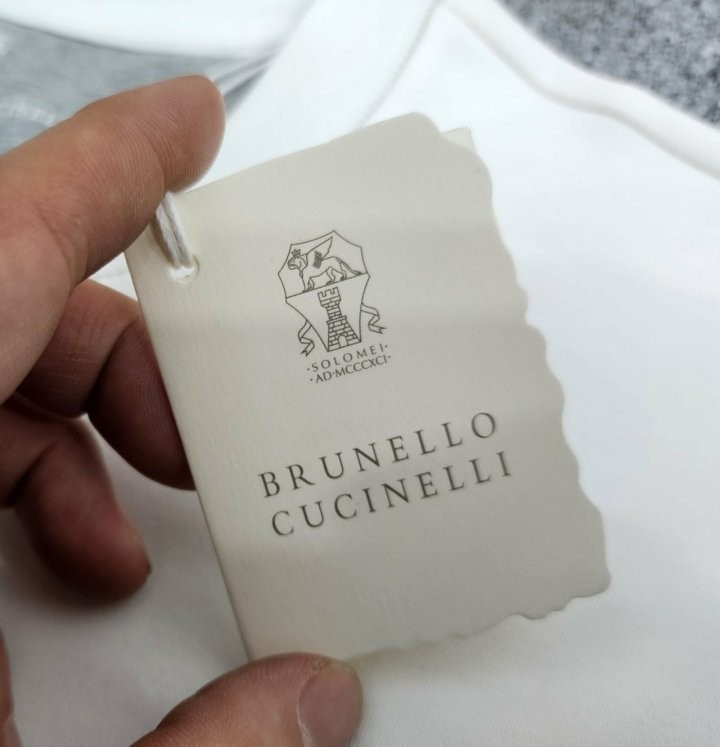 ·SOLOMEI·
·AD·MCCCXCI·
BRUNELLO
CUCINELLI